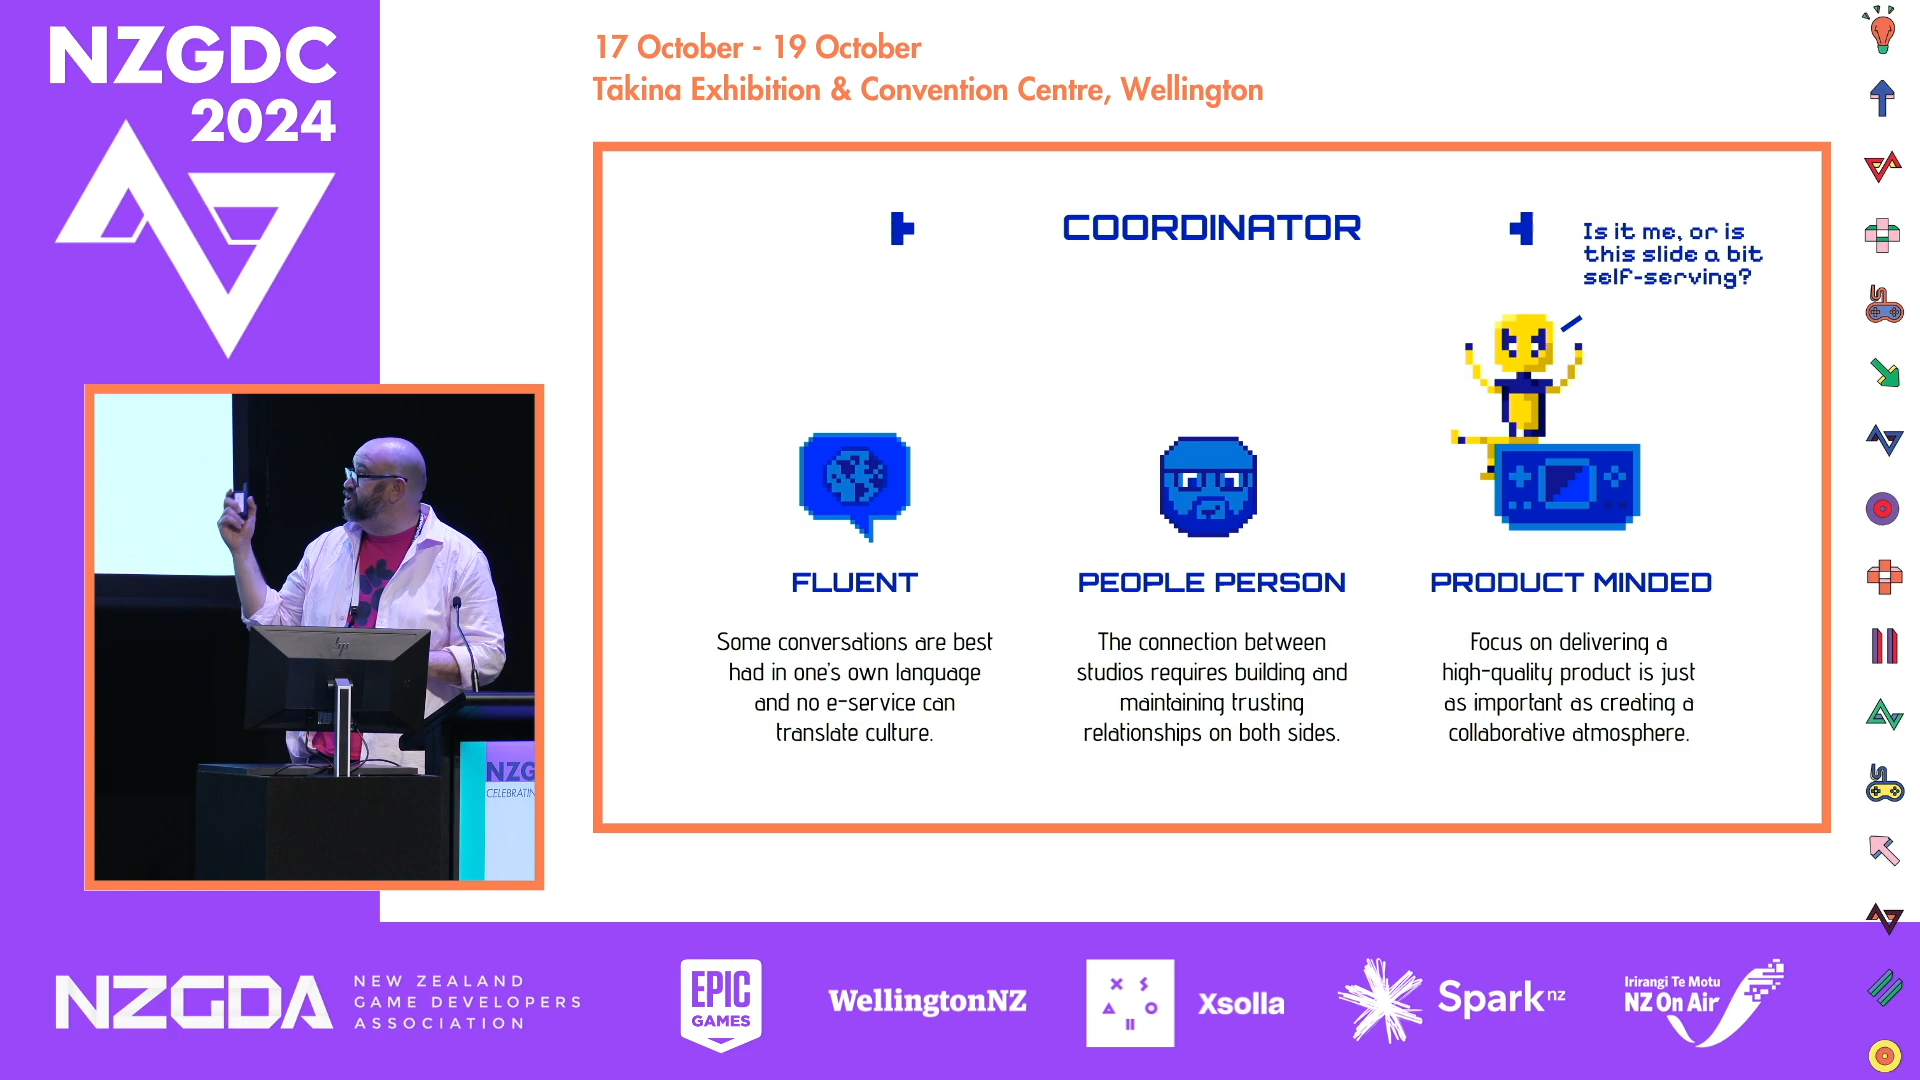 NZGDC
2024
17 October - 19 October
Tākina Exhibition & Convention Centre, Wellington
COORDINATOR
Is it me, or is
this slide a bit
self-serving?
FLUENT
Some conversations are best
had in one's own language
and no e-service can
translate culture.
PEOPLE PERSON
The connection between
studios requires building and
maintaining trusting
relationships on both sides.
PRODUCT MINDED
Focus on delivering a
high-quality product is just
as important as creating a
collaborative atmosphere.
hp
NZG
CELEBRATIN
NZGDA
NEW ZEALAND
GAME DEVELOPERS
ASSOCIATION
EPIC
GAMES
WellingtonNZ
Xsolla
Spark nz
Irirangi Te Motu
NZ On Air